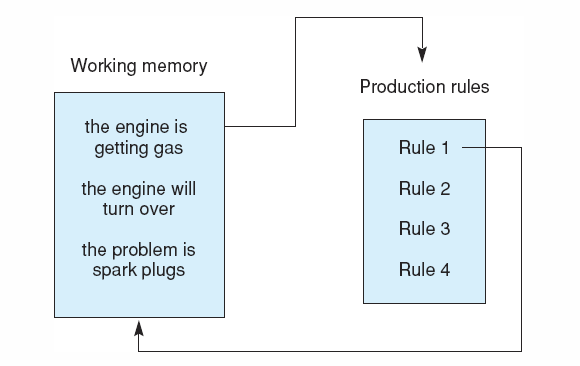 Working memory
the engine is
getting gas
the engine will
turn over
the problem is
spark plugs
Production rules
Rule 1
Rule 2
Rule 3
Rule 4